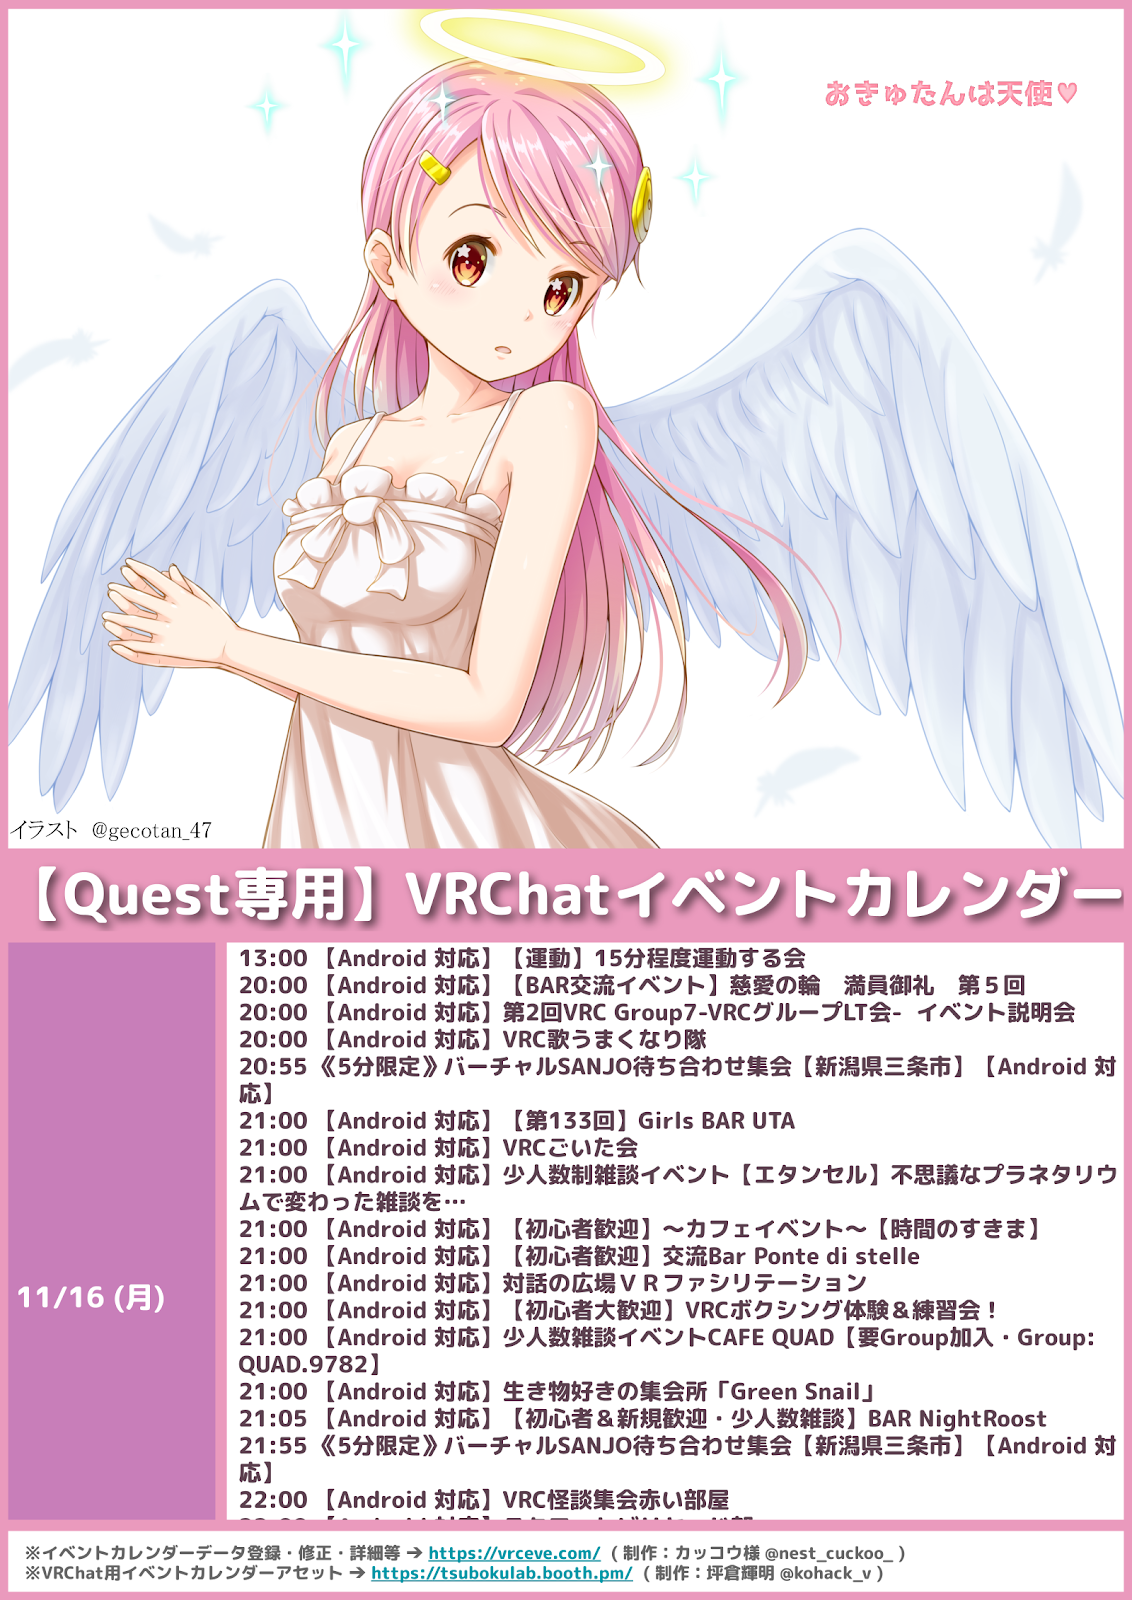 おきゅたんは天使♥
イラスト　@gecotan_47
【Quest専用】VRChatイベントカレンダー
11/16 (月)
13:00 【Android 対応】【運動】15分程度運動する会
20:00 【Android 対応】【BAR交流イベント】慈愛の輪　満員御礼　第５回
20:00 【Android 対応】第2回VRC Group7-VRCグループLT会-  イベント説明会
20:00 【Android 対応】VRC歌うまくなり隊
20:55 《5分限定》バーチャルSANJO待ち合わせ集会【新潟県三条市】【Android 対
応】
21:00 【Android 対応】【第133回】Girls BAR UTA
21:00 【Android 対応】VRCごいた会
21:00 【Android 対応】少人数制雑談イベント【エタンセル】不思議なプラネタリウ
ムで変わった雑談を…
21:00 【Android 対応】【初心者歓迎】～カフェイベント～【時間のすきま】
21:00 【Android 対応】【初心者歓迎】交流Bar Ponte di stelle
21:00 【Android 対応】対話の広場ＶＲファシリテーション
21:00 【Android 対応】【初心者大歓迎】VRCボクシング体験＆練習会！
21:00 【Android 対応】少人数雑談イベントCAFE QUAD【要Group加入・Group:
QUAD.9782】
21:00 【Android 対応】生き物好きの集会所「Green Snail」
21:05 【Android 対応】【初心者＆新規歓迎・少人数雑談】BAR NightRoost
21:55 《5分限定》バーチャルSANJO待ち合わせ集会【新潟県三条市】【Android 対
応】
22:00 【Android 対応】VRC怪談集会赤い部屋
※イベントカレンダーデータ登録・修正・詳細等 → https://vrceve.com/ （ 制作：カッコウ様 @nest_cuckoo_ ）
※VRChat用イベントカレンダーアセット → https://tsubokulab.booth.pm/ （ 制作：坪倉輝明 @kohack_v ）